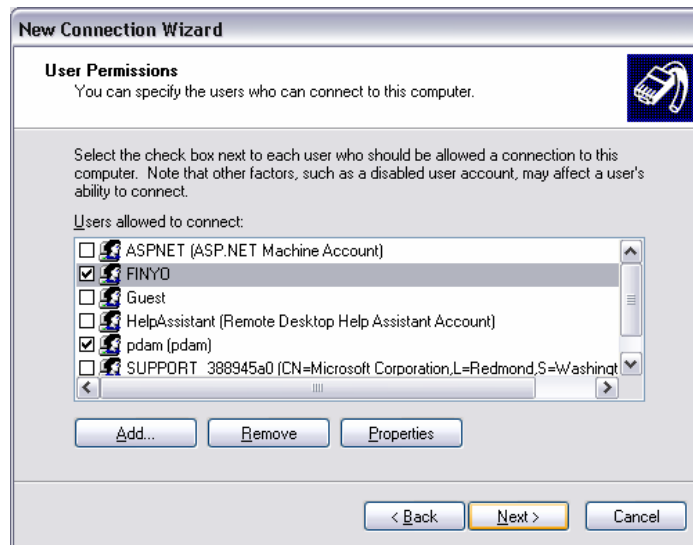 New Connection Wizard
User Permissions
You can specify the users who can connect to this computer.
Select the check box next to each user who should be allowed a connection to this
computer. Note that other factors, such as a disabled user account, may affect a user's
ability to connect.
Users allowed to connect:
ASPNET (ASP.NET Machine Account)
FINYO
Guest
HelpAssistant (Remote Desktop Help Assistant Account)
pdam (pdam)
SUPPORT_388945a0 (CN=Microsoft Corporation,L=Redmond,S=Washingt
Add... Remove Properties
< Back Next > Cancel